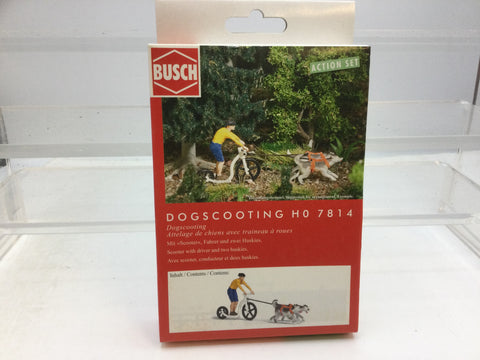 BUSCH
ACTION SET
DOGSCOOTING H0 7814
Dogscooting
Attelage de chiens avec traineau à roues
Mit »Scooter«, Fahrer und zwei Huskies.
Scooter with driver and two huskies.
Avec scooter, conducteur et deux huskies.
Inhalt / Contents / Contenu: